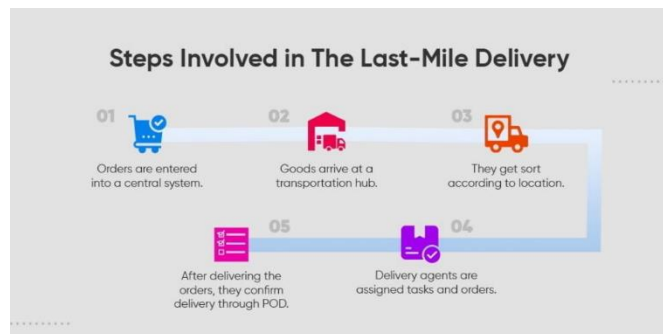 Steps Involved in The Last-Mile Delivery
01
Orders are entered
into a central system.
02
Goods arrive at a
transportation hub.
03
They get sort
according to location.
04
Delivery agents are
assigned tasks and orders.
05
After delivering the
orders, they confirm
delivery through POD.